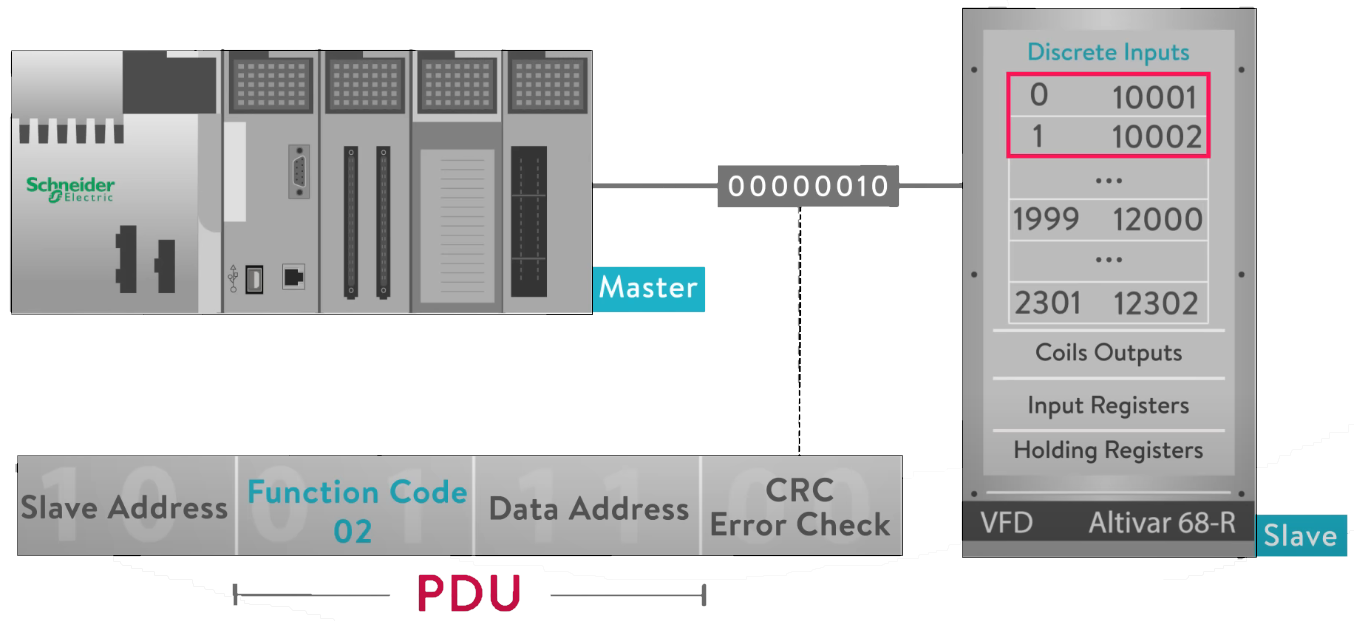 Schneider
Electric
Master
00000010
Discrete Inputs
0 10001
1 10002
...
1999 12000
...
2301 12302
Coils Outputs
Input Registers
Holding Registers
VFD Altivar 68-R
Slave
Slave Address
Function Code
02
Data Address
CRC
Error Check
PDU